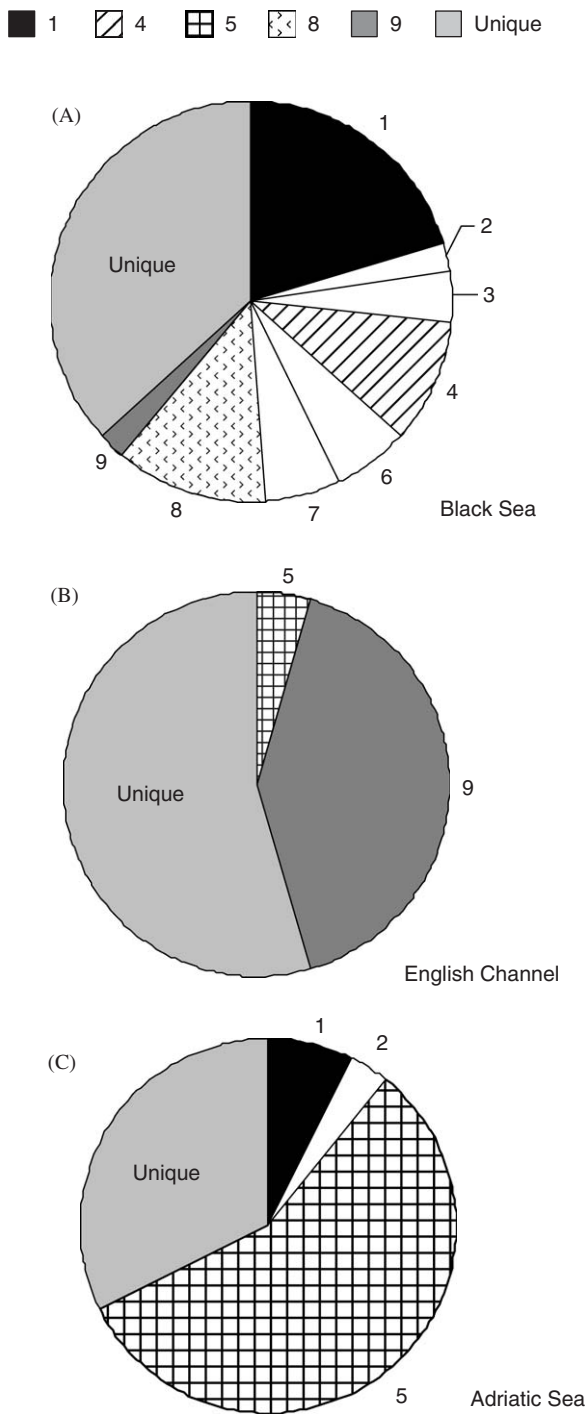 1 4 5 8 9 Unique
(A)
1
2
Unique
3
4
9
6
8
7
Black Sea
(B)
5
Unique
9
English Channel
(C)
1
2
Unique
5
Adriatic Sea